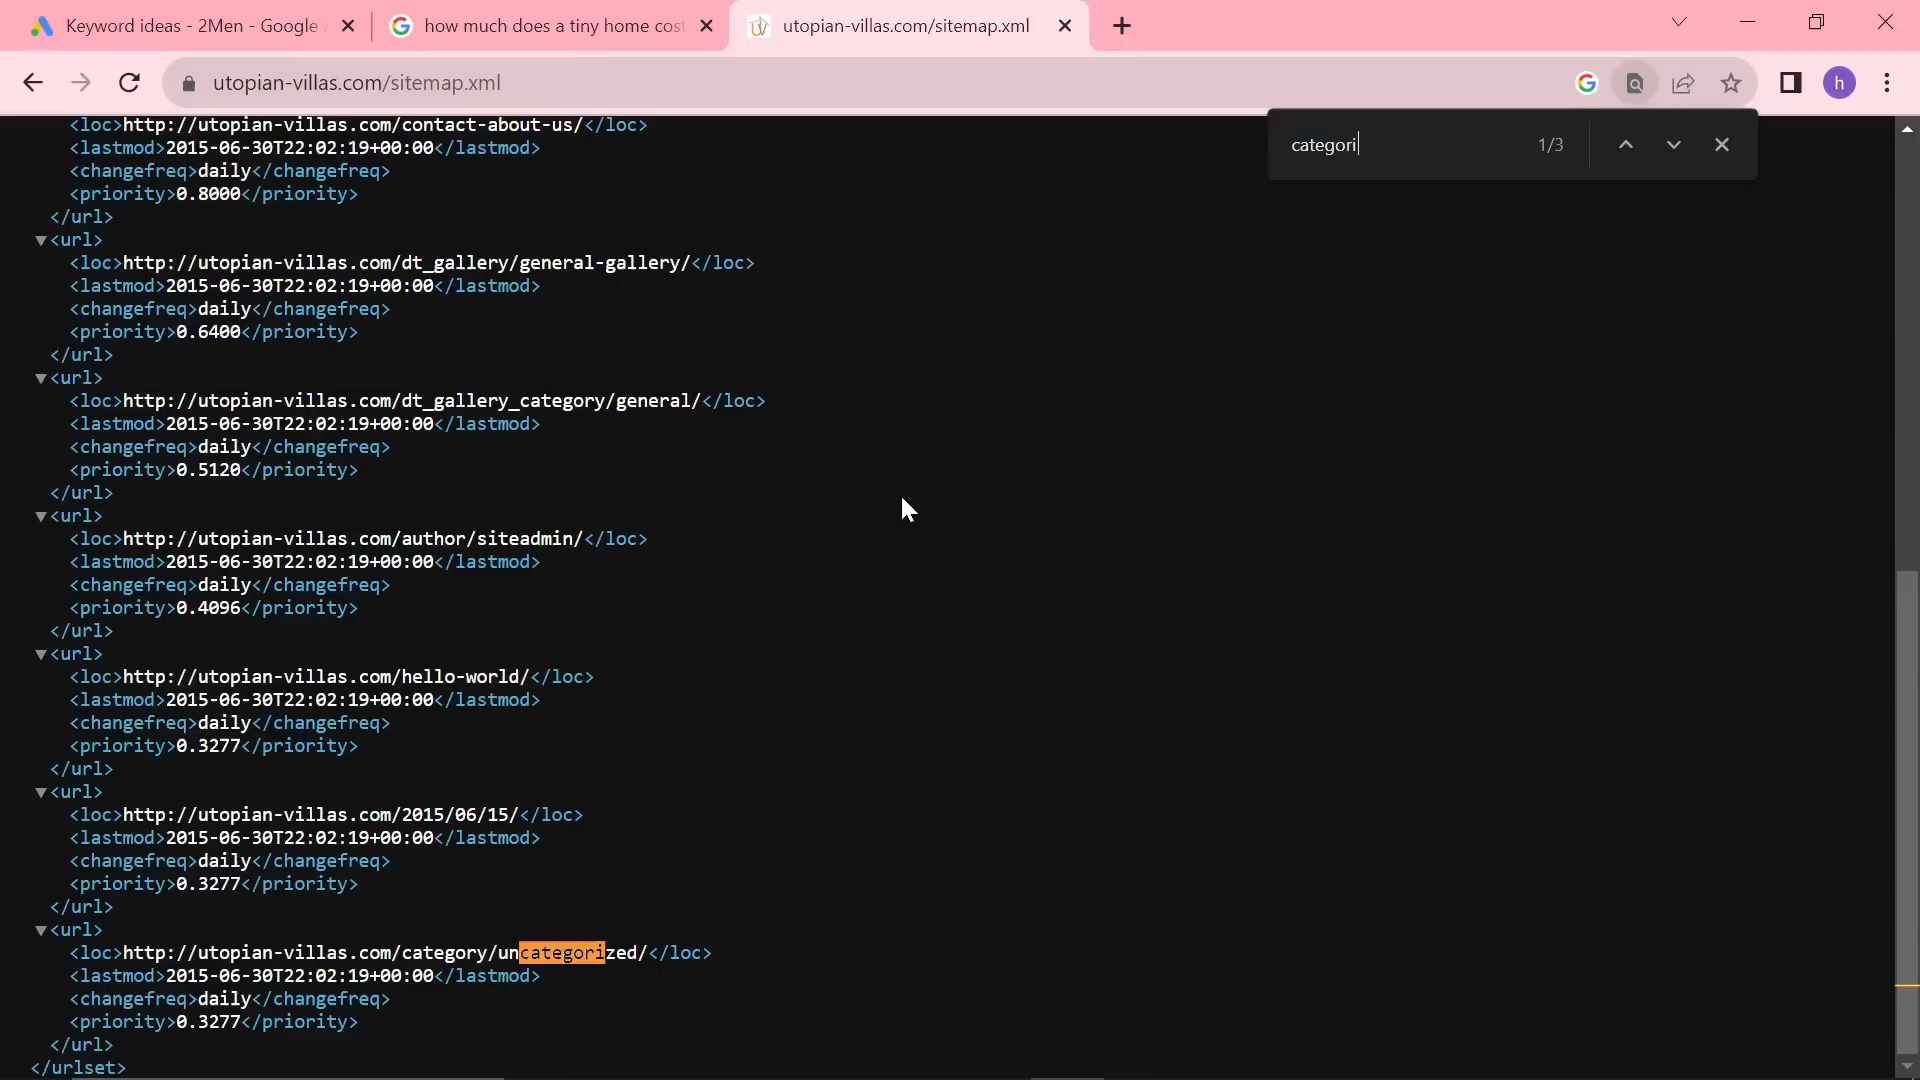 Keyword ideas - 2Men - Google
how much does a tiny home cost
utopian-villas.com/sitemap.xml
utopian-villas.com/sitemap.xml
h
categori
1/3
<loc>http://utopian-villas.com/contact-about-us/</loc>
<lastmod>2015-06-30T22:02:19+00:00</lastmod>
<changefreq>daily</changefreq>
<priority>0.8000</priority>
</url>
▼<url>
<loc>http://utopian-villas.com/dt_gallery/general-gallery/</loc>
<lastmod>2015-06-30T22:02:19+00:00</lastmod>
<changefreq>daily</changefreq>
<priority>0.6400</priority>
</url>
▼<url>
<loc>http://utopian-villas.com/dt_gallery_category/general/</loc>
<lastmod>2015-06-30T22:02:19+00:00</lastmod>
<changefreq>daily</changefreq>
<priority>0.5120</priority>
</url>
▼<url>
<loc>http://utopian-villas.com/author/siteadmin/</loc>
<lastmod>2015-06-30T22:02:19+00:00</lastmod>
<changefreq>daily</changefreq>
<priority>0.4096</priority>
</url>
▼<url>
<loc>http://utopian-villas.com/hello-world/</loc>
<lastmod>2015-06-30T22:02:19+00:00</lastmod>
<changefreq>daily</changefreq>
<priority>0.3277</priority>
</url>
▼<url>
<loc>http://utopian-villas.com/2015/06/15/</loc>
<lastmod>2015-06-30T22:02:19+00:00</lastmod>
<changefreq>daily</changefreq>
<priority>0.3277</priority>
</url>
▼<url>
<loc>http://utopian-villas.com/category/uncategorized/</loc>
<lastmod>2015-06-30T22:02:19+00:00</lastmod>
<changefreq>daily</changefreq>
<priority>0.3277</priority>
</url>
</urlset>